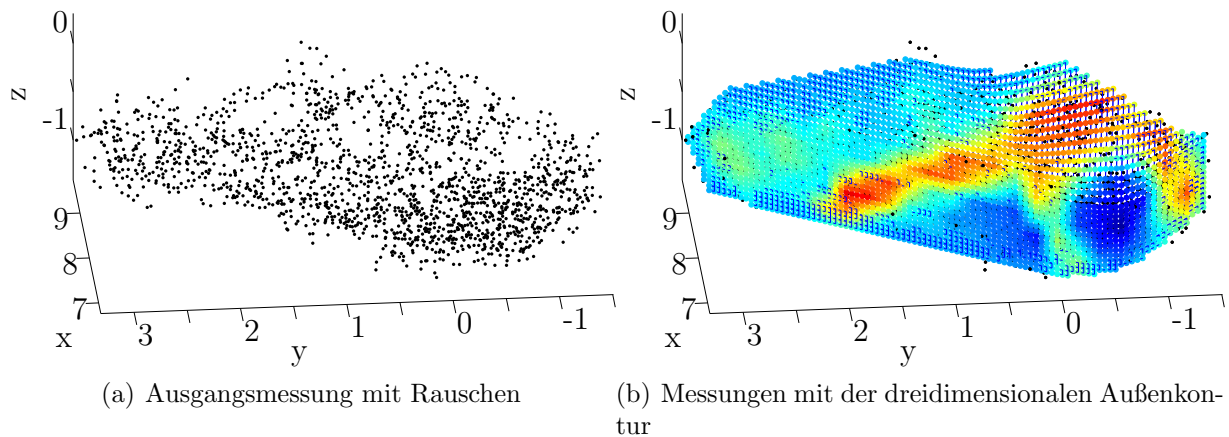 0
-1
z
9
8
7
x
3
2
1
0
-1
y
0
-1
z
9
8
7
x
3
2
1
0
-1
y
(a) Ausgangsmessung mit Rauschen
(b) Messungen mit der dreidimensionalen Außenkon-
tur